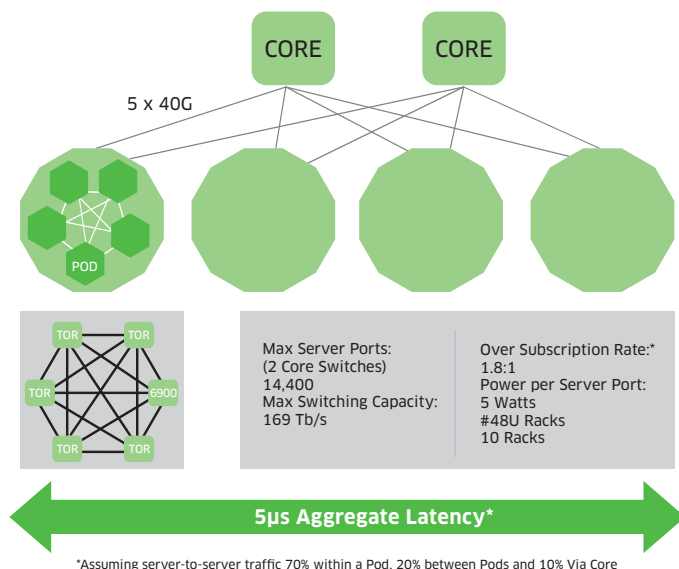 CORE
CORE
5 x 40G
POD
TOR
TOR
TOR
6900
TOR
TOR
Max Server Ports:
(2 Core Switches)
14,400
Max Switching Capacity:
169 Tb/s
Over Subscription Rate:*
1.8:1
Power per Server Port:
5 Watts
#48U Racks
10 Racks
5µs Aggregate Latency*
*Assuming server-to-server traffic 70% within a Pod, 20% between Pods and 10% Via Core